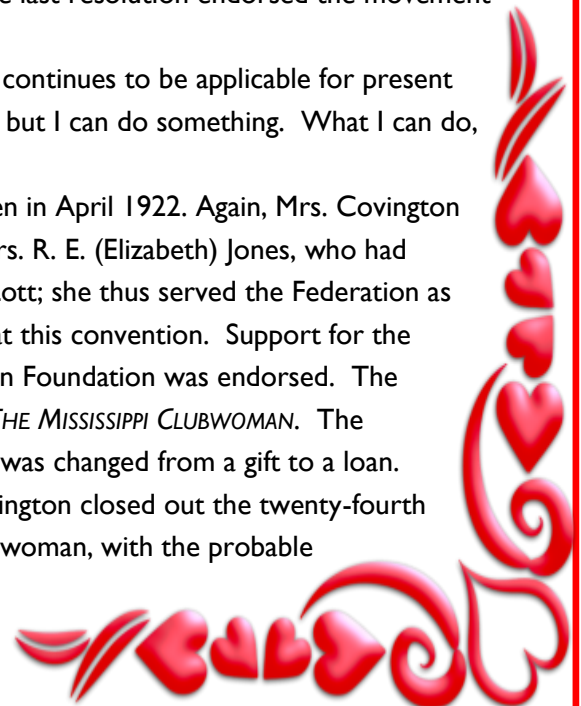 e last resolution endorsed the movement
continues to be applicable for present
but I can do something. What I can do,
en in April 1922. Again, Mrs. Covington
rs. R. E. (Elizabeth) Jones, who had
lott; she thus served the Federation as
at this convention. Support for the
n Foundation was endorsed. The
THE MISSISSIPPI CLUBWOMAN. The
was changed from a gift to a loan.
vington closed out the twenty-fourth
woman, with the probable